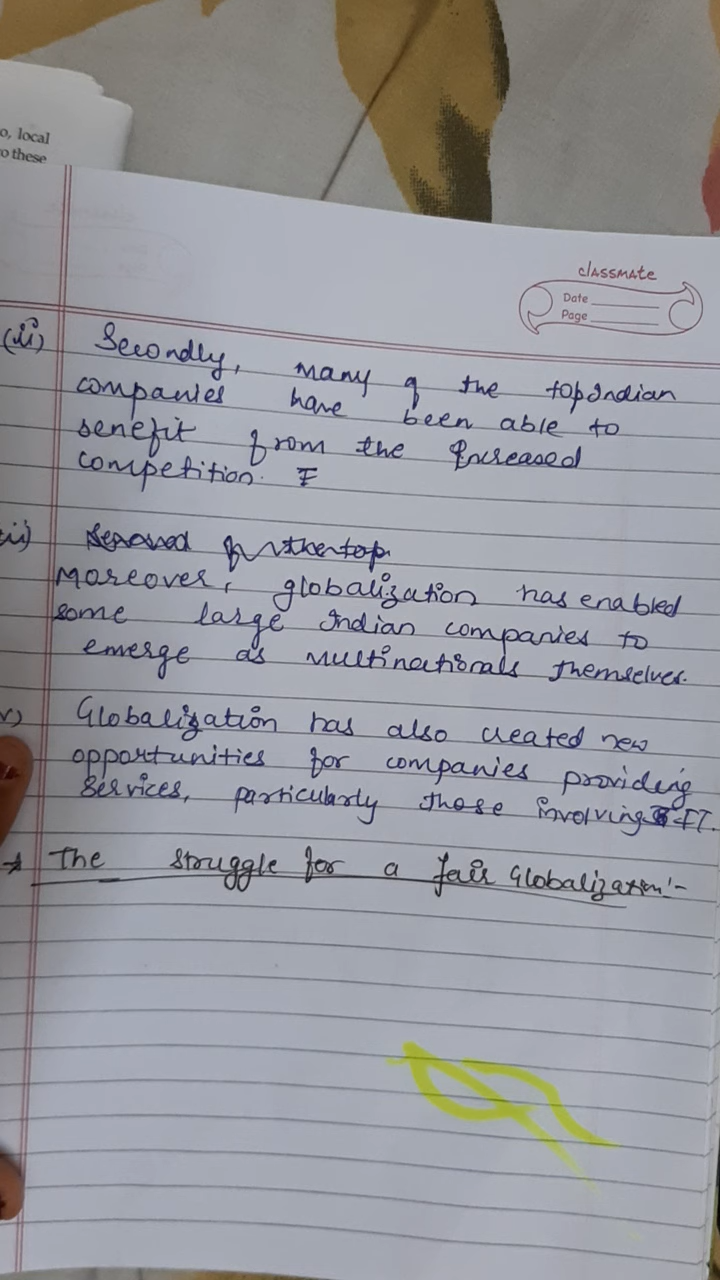 o, local
o these
classmate
Date
Page
(ii) Secondly, many of the top Indian
companies have been able to
benefit from the increased
competition.
ii)
Moreover, globalization has enabled
some large Indian companies to
emerge as multinationals themselves.
v) Globalization has also created new
opportunities for companies providing
services, particularly those involving IT.
* The struggle for a fair Globalization:-